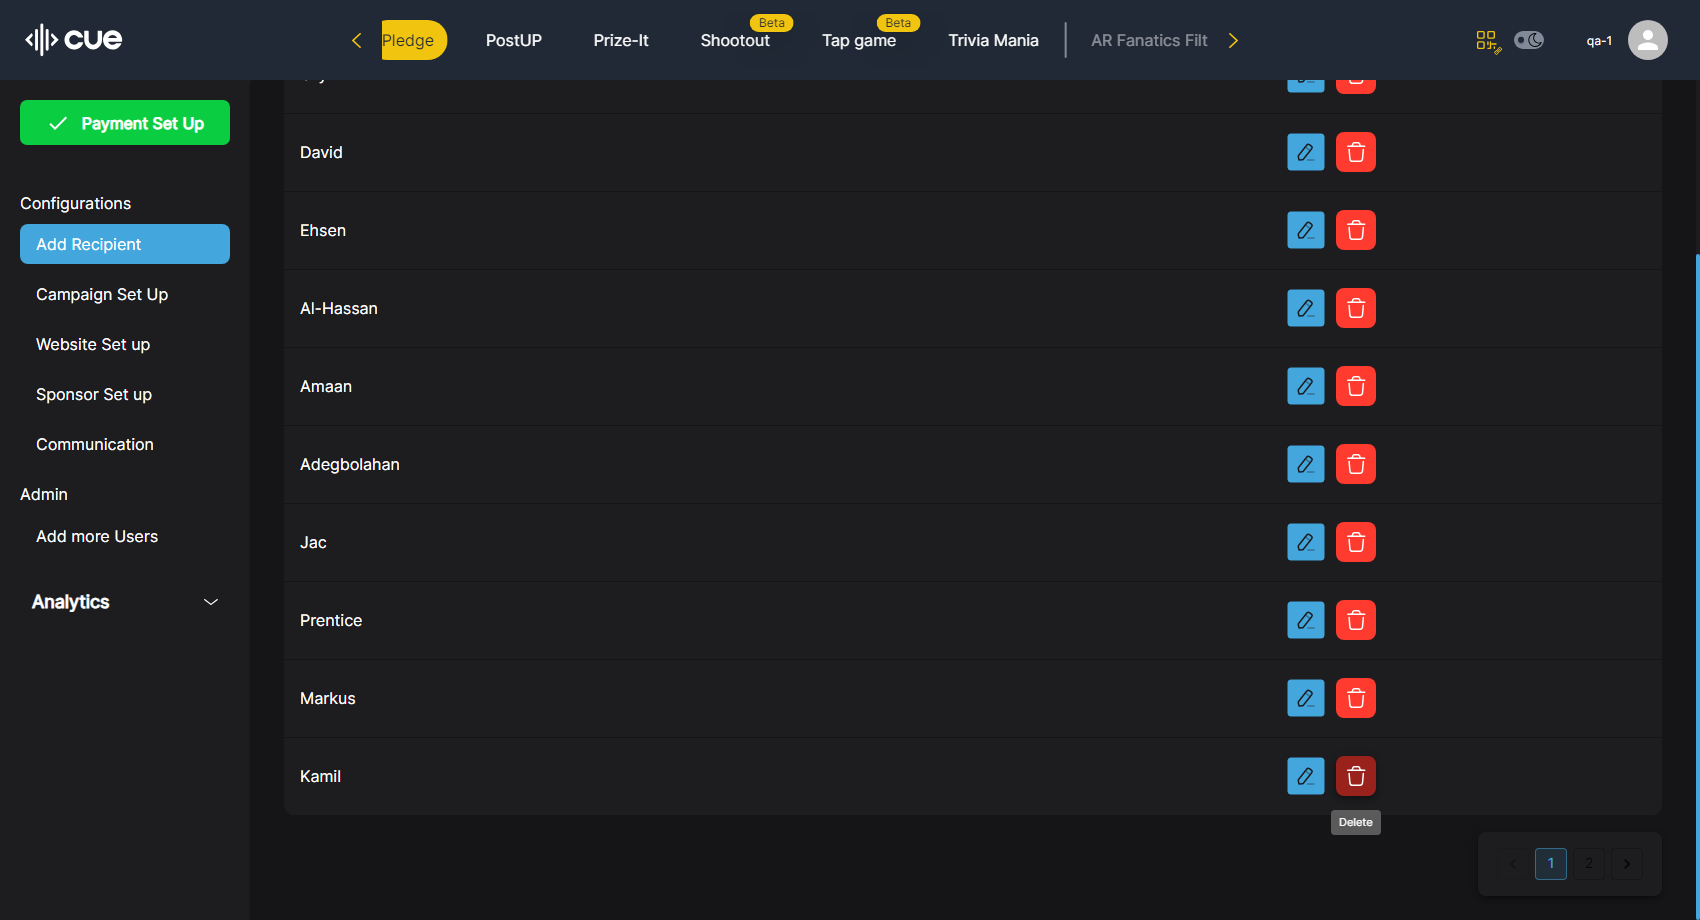 cue
Pledge
PostUP
Prize-It
Shootout
Beta
Tap game
Beta
Trivia Mania
AR Fanatics Filt
qa-1
Payment Set Up
Configurations
Add Recipient
Campaign Set Up
Website Set up
Sponsor Set up
Communication
Admin
Add more Users
Analytics
David
Ehsen
Al-Hassan
Amaan
Adegbolahan
Jac
Prentice
Markus
Kamil
Delete
1 2